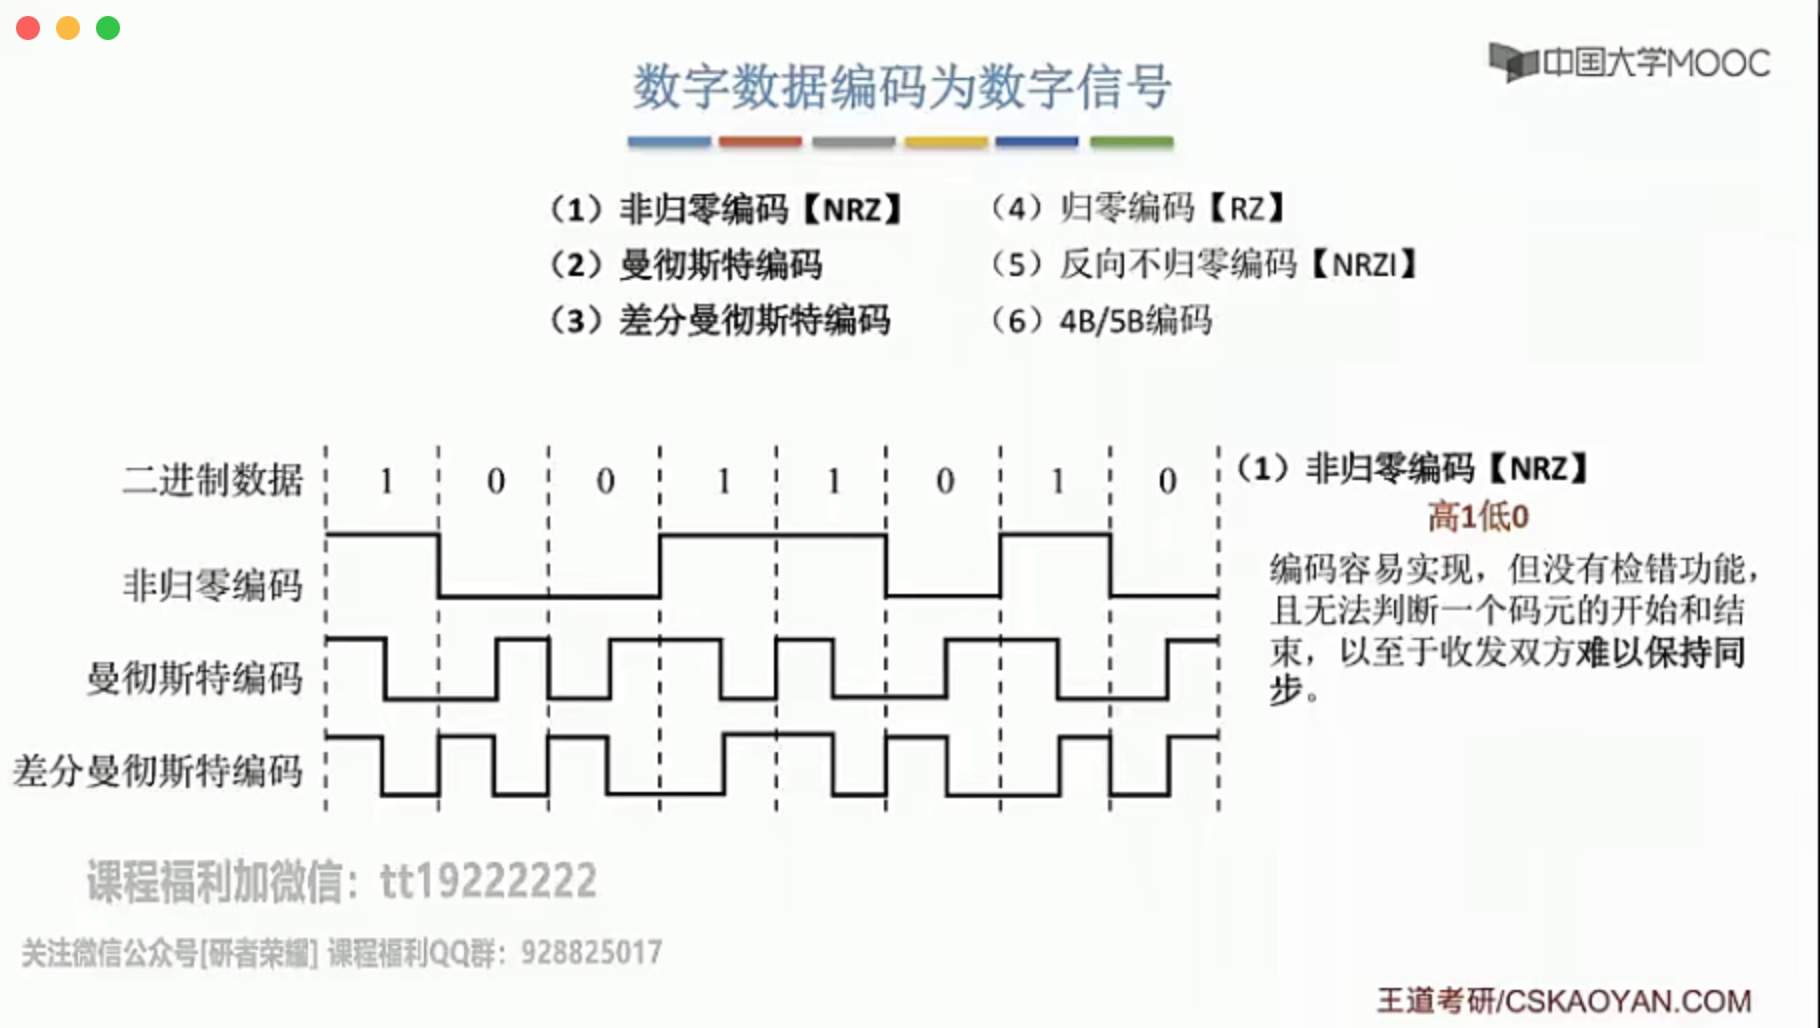 中国大学MOOC
数字数据编码为数字信号
（1）非归零编码【NRZ】
（2）曼彻斯特编码
（3）差分曼彻斯特编码
（4）归零编码【RZ】
（5）反向不归零编码【NRZI】
（6）4B/5B编码
二进制数据 1 0 0 1 1 0 1 0
非归零编码
曼彻斯特编码
差分曼彻斯特编码
（1）非归零编码【NRZ】
高1低0
编码容易实现，但没有检错功能，
且无法判断一个码元的开始和结
束，以至于收发双方难以保持同
步。
课程福利加微信：tt19222222
关注微信公众号[研者荣耀] 课程福利QQ群：928825017
王道考研/CSKAOYAN.COM